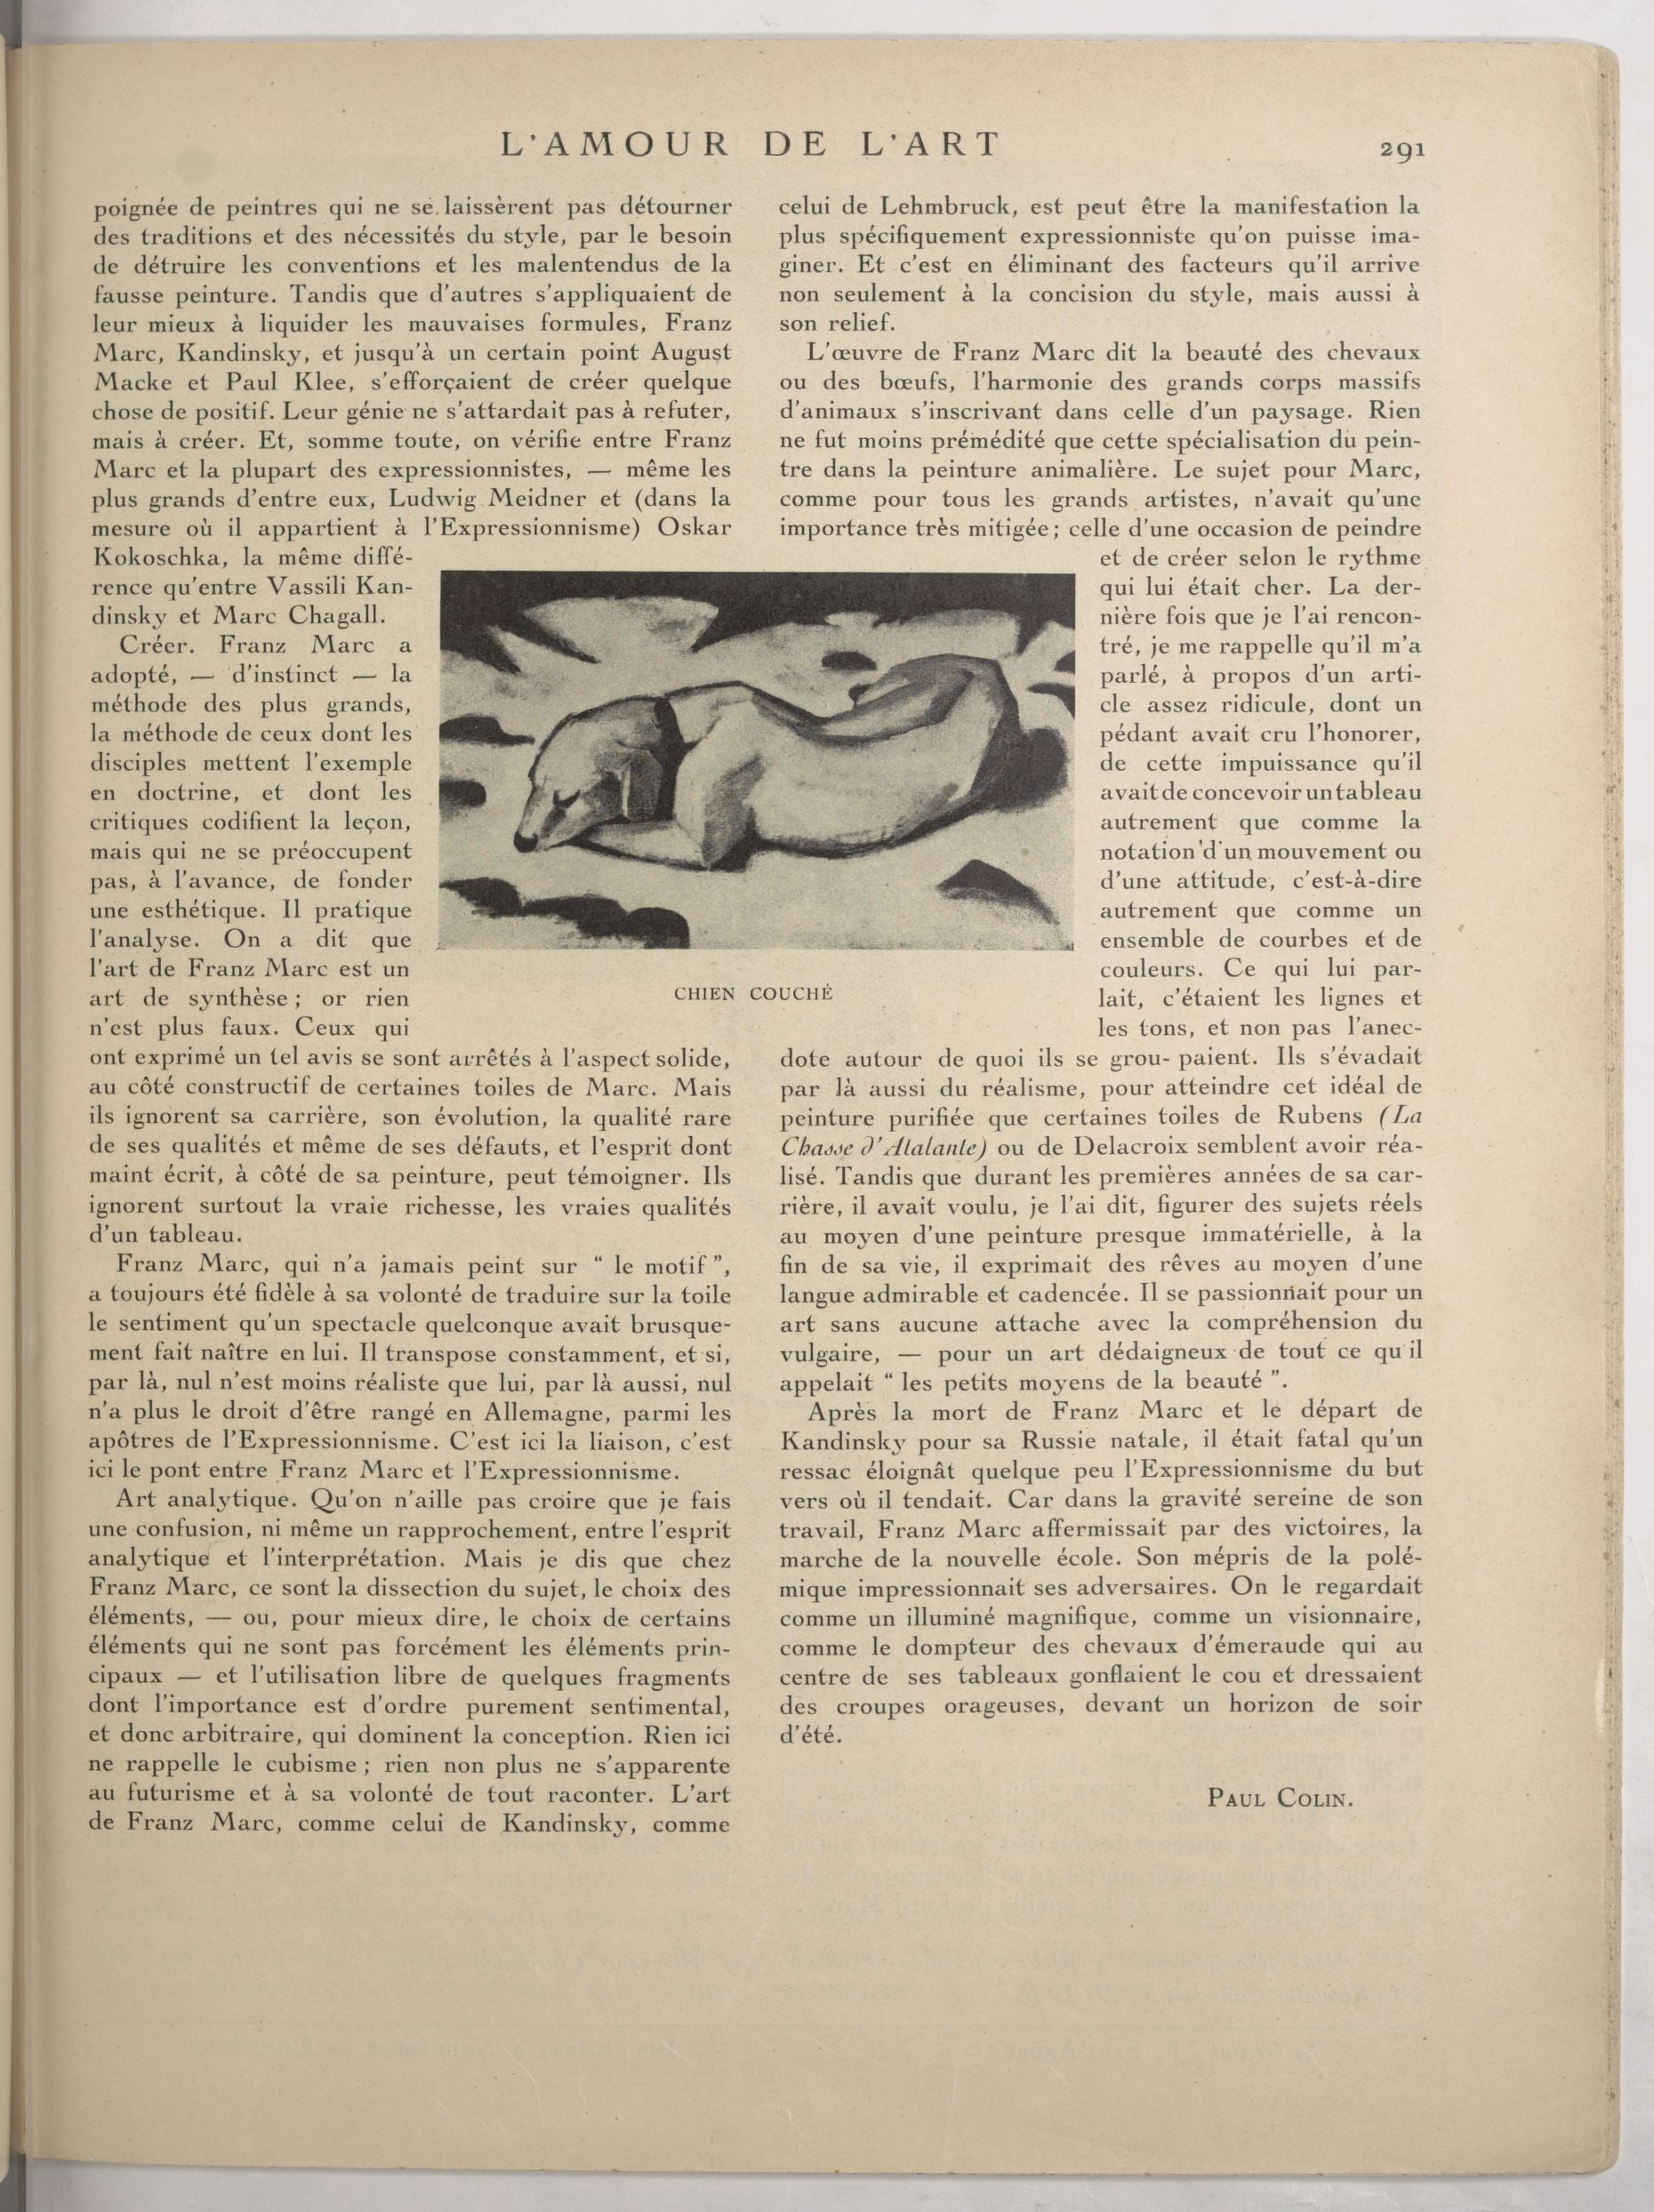 L'AMOUR DE L'ART
291
poignée de peintres qui ne se laissèrent pas détourner
des traditions et des nécessités du style, par le besoin
de détruire les conventions et les malentendus de la
fausse peinture. Tandis que d'autres s'appliquaient de
leur mieux à liquider les mauvaises formules, Franz
Marc, Kandinsky, et jusqu'à un certain point August
Macke et Paul Klee, s'efforçaient de créer quelque
chose de positif. Leur génie ne s'attardait pas à refuter,
mais à créer. Et, somme toute, on vérifie entre Franz
Marc et la plupart des expressionnistes, — même les
plus grands d'entre eux, Ludwig Meidner et (dans la
mesure où il appartient à l'Expressionnisme) Oskar
Kokoschka, la même diffé-
rence qu'entre Vassili Kan-
dinsky et Marc Chagall.
Créer. Franz Marc a
adopté, — d'instinct — la
méthode des plus grands,
la méthode de ceux dont les
disciples mettent l'exemple
en doctrine, et dont les
critiques codifient la leçon,
mais qui ne se préoccupent
pas, à l'avance, de fonder
une esthétique. Il pratique
l'analyse. On a dit que
l'art de Franz Marc est un
art de synthèse ; or rien
n'est plus faux. Ceux qui
ont exprimé un tel avis se sont arrêtés à l'aspect solide,
au côté constructif de certaines toiles de Marc. Mais
ils ignorent sa carrière, son évolution, la qualité rare
de ses qualités et même de ses défauts, et l'esprit dont
maint écrit, à côté de sa peinture, peut témoigner. Ils
ignorent surtout la vraie richesse, les vraies qualités
d'un tableau.
Franz Marc, qui n'a jamais peint sur " le motif ",
a toujours été fidèle à sa volonté de traduire sur la toile
le sentiment qu'un spectacle quelconque avait brusque-
ment fait naître en lui. Il transpose constamment, et si,
par là, nul n'est moins réaliste que lui, par là aussi, nul
n'a plus le droit d'être rangé en Allemagne, parmi les
apôtres de l'Expressionnisme. C'est ici la liaison, c'est
ici le pont entre Franz Marc et l'Expressionnisme.
Art analytique. Qu'on n'aille pas croire que je fais
une confusion, ni même un rapprochement, entre l'esprit
analytique et l'interprétation. Mais je dis que chez
Franz Marc, ce sont la dissection du sujet, le choix des
éléments, — ou, pour mieux dire, le choix de certains
éléments qui ne sont pas forcément les éléments prin-
cipaux — et l'utilisation libre de quelques fragments
dont l'importance est d'ordre purement sentimental,
et donc arbitraire, qui dominent la conception. Rien ici
ne rappelle le cubisme ; rien non plus ne s'apparente
au futurisme et à sa volonté de tout raconter. L'art
de Franz Marc, comme celui de Kandinsky, comme
CHIEN COUCHÉ
celui de Lehmbruck, est peut être la manifestation la
plus spécifiquement expressionniste qu'on puisse ima-
giner. Et c'est en éliminant des facteurs qu'il arrive
non seulement à la concision du style, mais aussi à
son relief.
L'œuvre de Franz Marc dit la beauté des chevaux
ou des bœufs, l'harmonie des grands corps massifs
d'animaux s'inscrivant dans celle d'un paysage. Rien
ne fut moins prémédité que cette spécialisation du pein-
tre dans la peinture animalière. Le sujet pour Marc,
comme pour tous les grands artistes, n'avait qu'une
importance très mitigée; celle d'une occasion de peindre
et de créer selon le rythme
qui lui était cher. La der-
nière fois que je l'ai rencon-
tré, je me rappelle qu'il m'a
parlé, à propos d'un arti-
cle assez ridicule, dont un
pédant avait cru l'honorer,
de cette impuissance qu'il
avait de concevoir un tableau
autrement que comme la
notation d'un mouvement ou
d'une attitude, c'est-à-dire
autrement que comme un
ensemble de courbes et de
couleurs. Ce qui lui par-
lait, c'étaient les lignes et
les tons, et non pas l'anec-
dote autour de quoi ils se grou- paient. Ils s'évadait
par là aussi du réalisme, pour atteindre cet idéal de
peinture purifiée que certaines toiles de Rubens (La
Chasse d'Atalante) ou de Delacroix semblent avoir réa-
lisé. Tandis que durant les premières années de sa car-
rière, il avait voulu, je l'ai dit, figurer des sujets réels
au moyen d'une peinture presque immatérielle, à la
fin de sa vie, il exprimait des rêves au moyen d'une
langue admirable et cadencée. Il se passionnait pour un
art sans aucune attache avec la compréhension du
vulgaire, — pour un art dédaigneux de tout ce qu'il
appelait " les petits moyens de la beauté ".
Après la mort de Franz Marc et le départ de
Kandinsky pour sa Russie natale, il était fatal qu'un
ressac éloignât quelque peu l'Expressionnisme du but
vers où il tendait. Car dans la gravité sereine de son
travail, Franz Marc affermissait par des victoires, la
marche de la nouvelle école. Son mépris de la polé-
mique impressionnait ses adversaires. On le regardait
comme un illuminé magnifique, comme un visionnaire,
comme le dompteur des chevaux d'émeraude qui au
centre de ses tableaux gonflaient le cou et dressaient
des croupes orageuses, devant un horizon de soir
d'été.
PAUL COLIN.